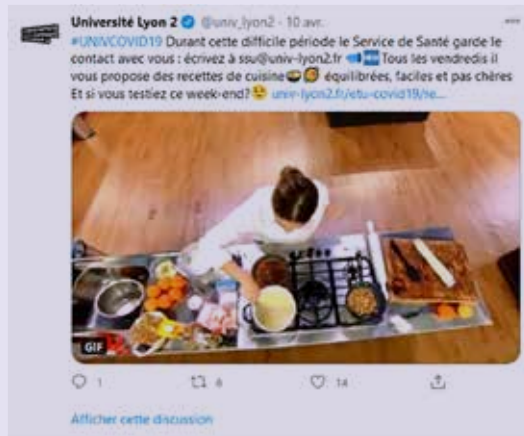 Université Lyon 2 @univ_lyon2 · 10 avr.
#UNIVCOVID19 Durant cette difficile période le Service de Santé garde le
contact avec vous : écrivez à ssu@univ-lyon2.fr Tous les vendredis il
vous propose des recettes de cuisine équilibrées, faciles et pas chères
Et si vous testiez ce week-end? univ-lyon2.fr/etu-covid19/re...
GIF
1 6 14
Afficher cette discussion